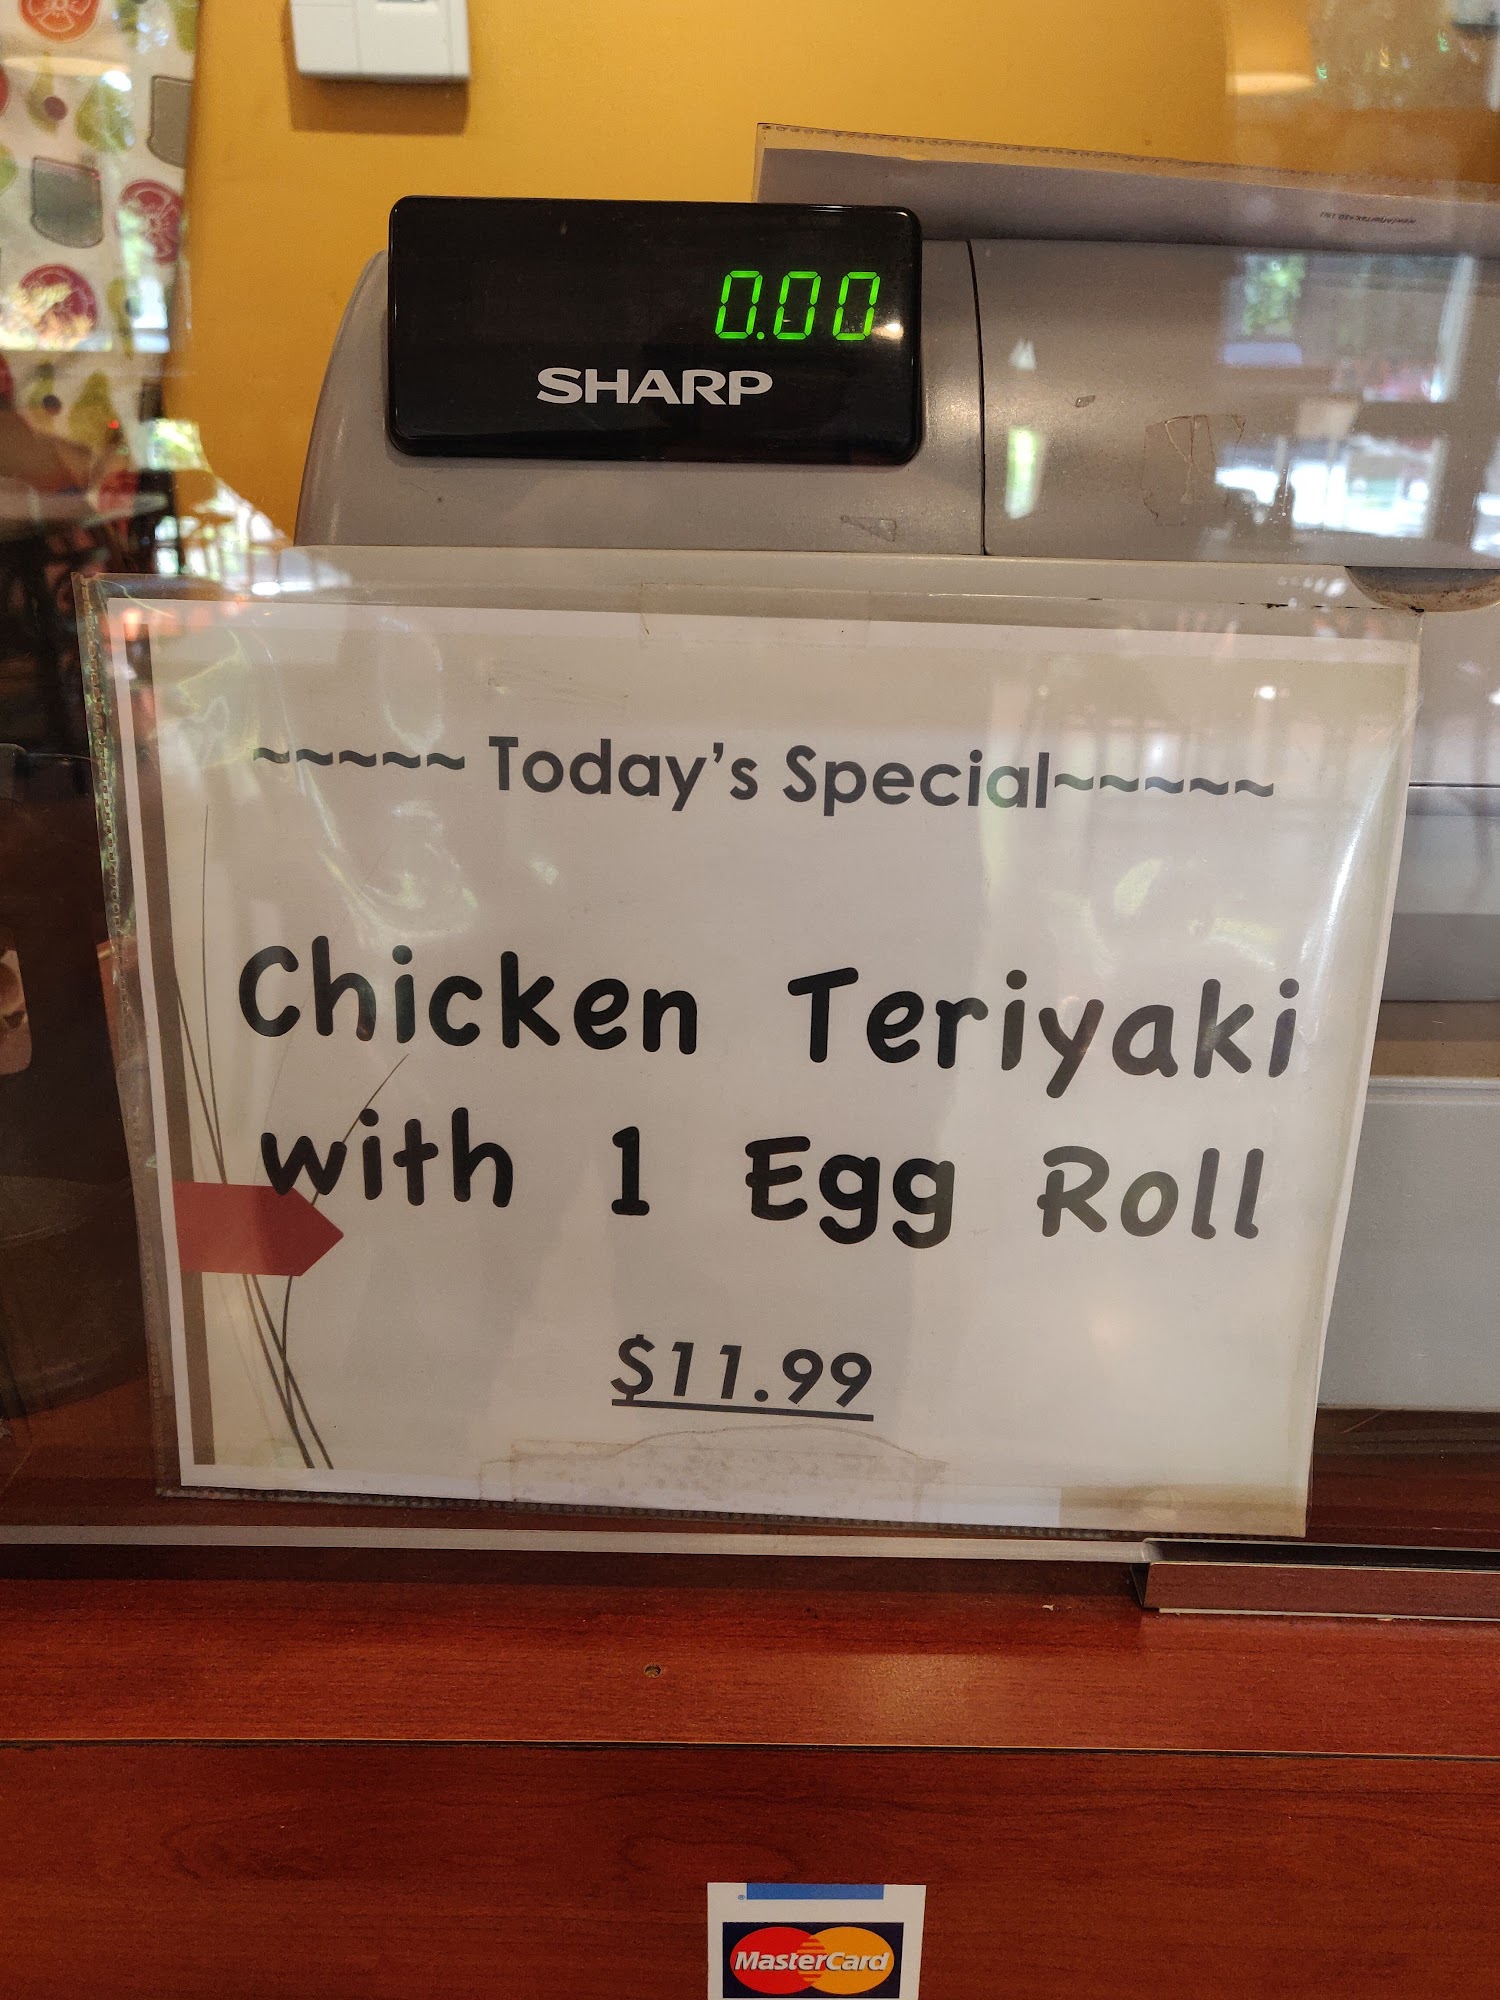 0.00
SHARP
~~~~~ Today's Special~~~~~
Chicken Teriyaki
with 1 Egg Roll
$11.99
MasterCard